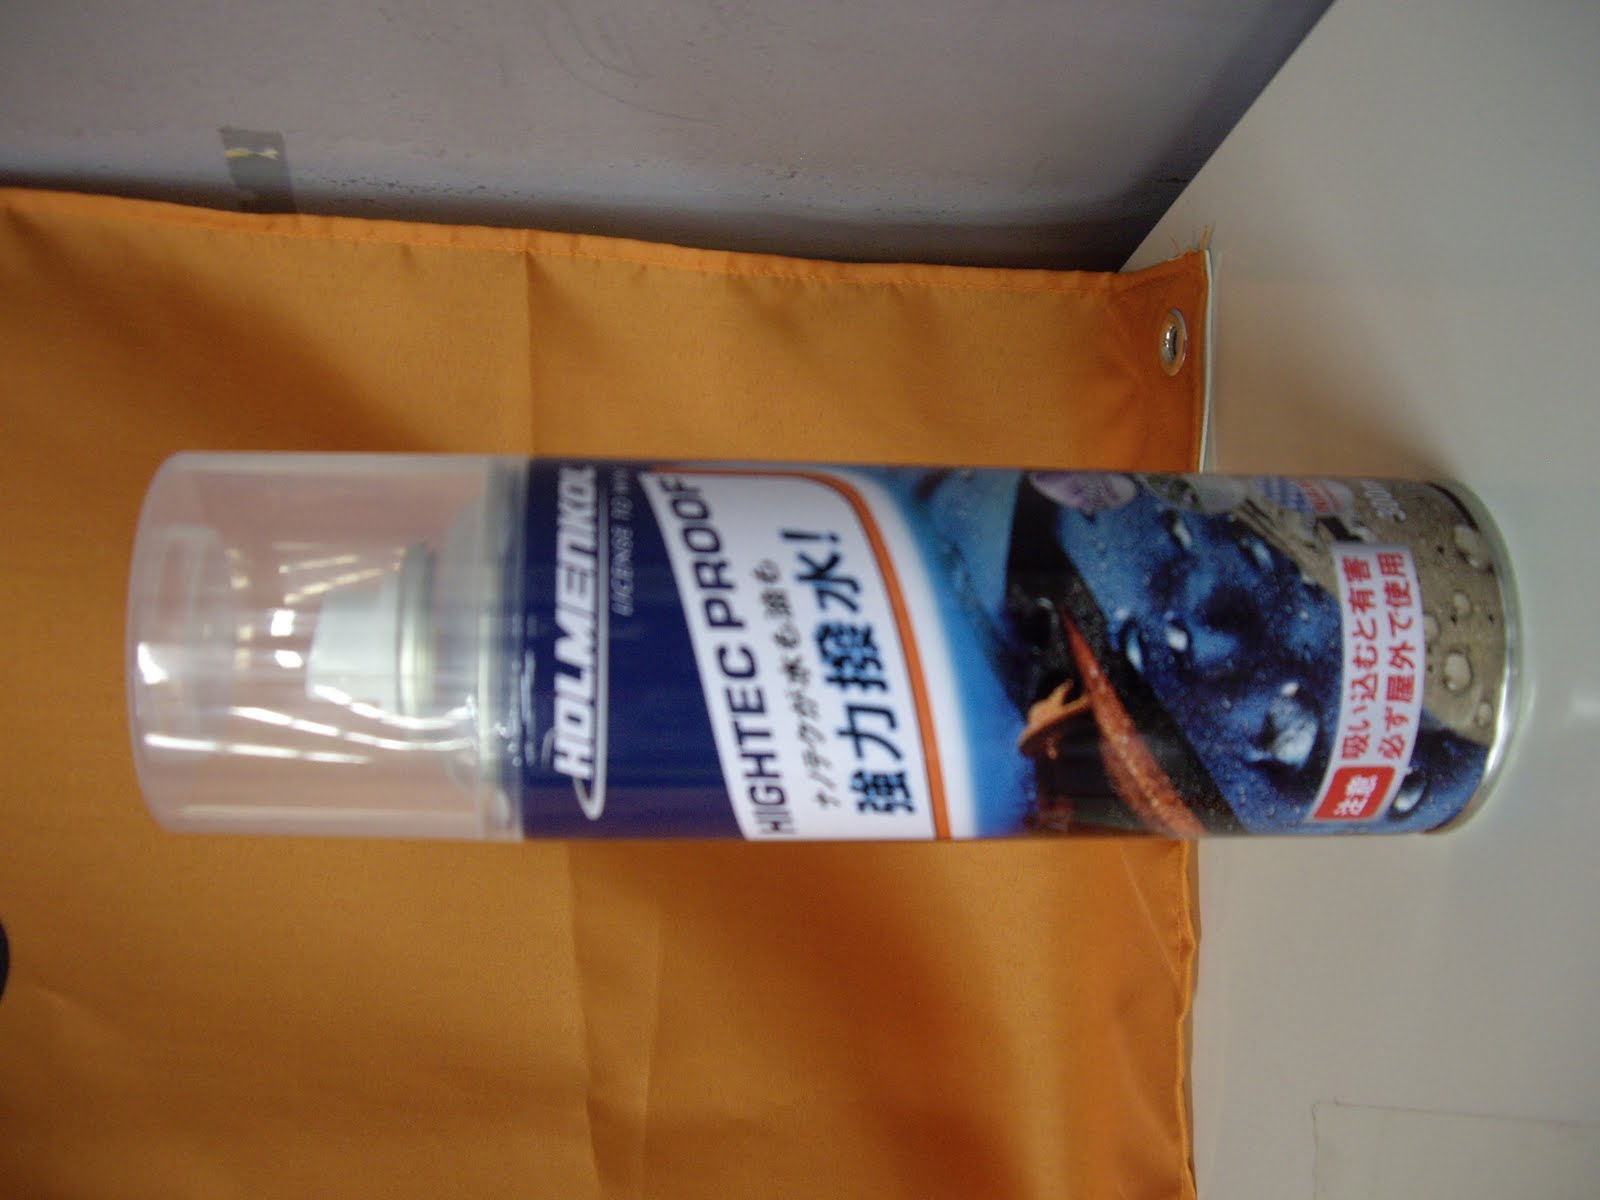 HOLMENKOL
LICENSE TO WIN
HIGHTEC PROOF
ナノテクが水も油も
強力撥水!
注意
吸い込むと有害
必ず屋外で使用